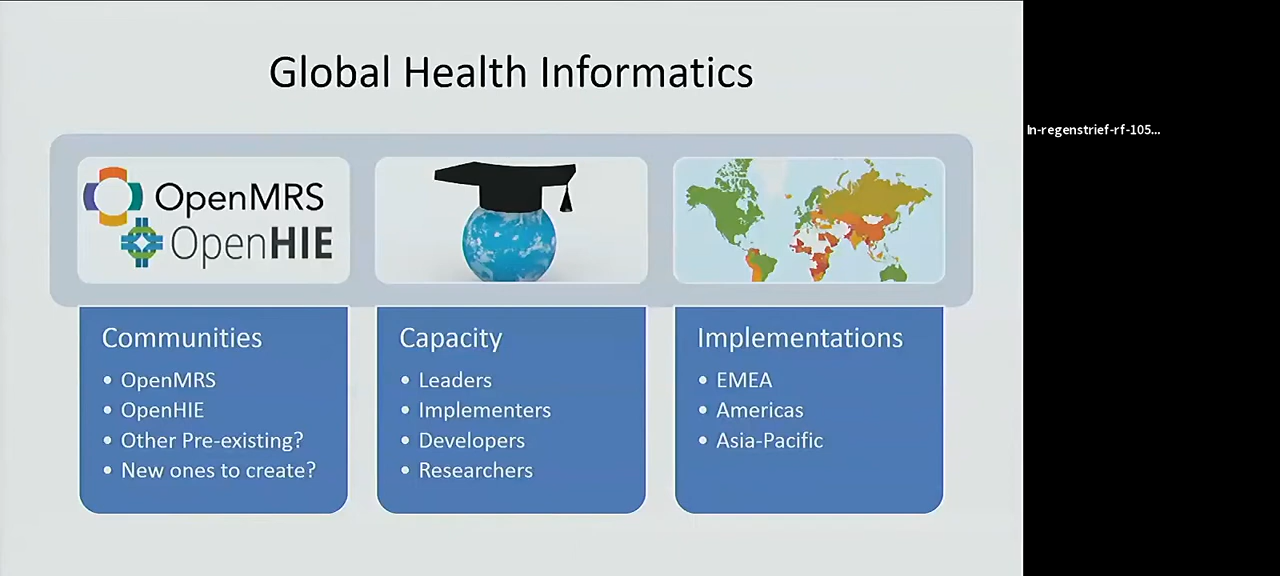 Global Health Informatics
In-regenstrief-rf-105...
OpenMRS
OpenHIE
Communities
• OpenMRS
• OpenHIE
• Other Pre-existing?
• New ones to create?
Capacity
• Leaders
• Implementers
• Developers
• Researchers
Implementations
• EMEA
• Americas
• Asia-Pacific